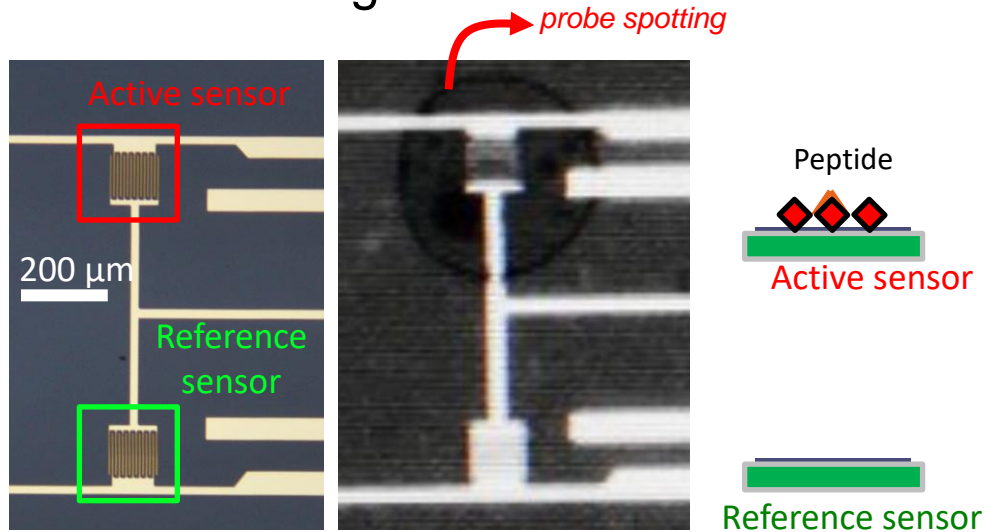 g
probe spotting
Active sensor
200 μm
Reference
sensor
Peptide
Active sensor
Reference sensor